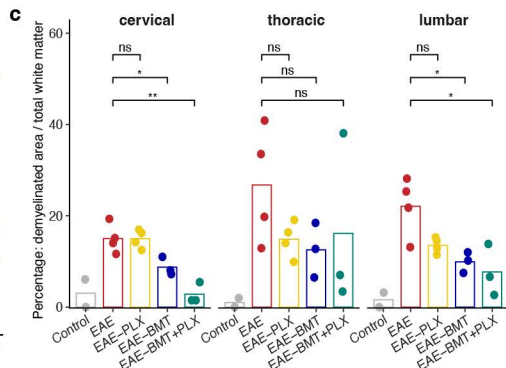 c
cervical
thoracic
lumbar
Percentage: demyelinated area / total white matter
60
40
20
0
ns
*
**
ns
ns
ns
ns
*
*
Control
EAE
EAE–PLX
EAE–BMT
EAE–BMT+PLX
Control
EAE
EAE–PLX
EAE–BMT
EAE–BMT+PLX
Control
EAE
EAE–PLX
EAE–BMT
EAE–BMT+PLX